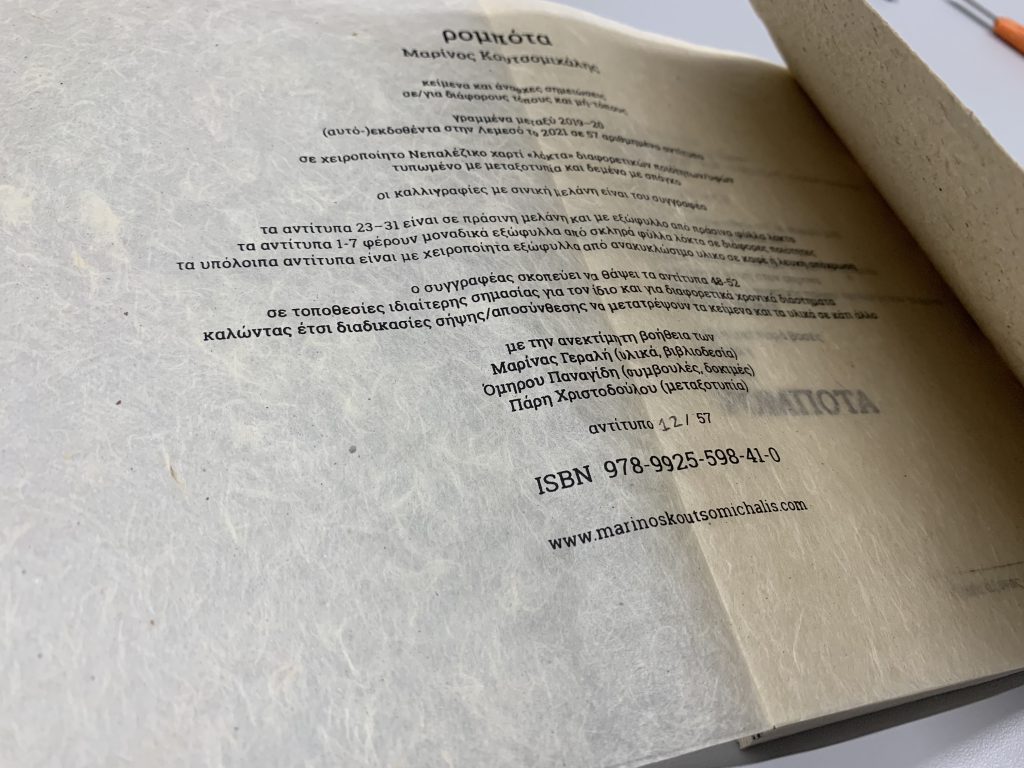 ρομπότα
Μαρίνος Κουτσομιχάλης
κείμενα και άναρχες σημειώσεις
σε/για διάφορους τόπους και μη-τόπους
γραμμένα μεταξύ 2019–20
(αυτό-)εκδοθέντα στην Λεμεσό το 2021 σε 57 αριθμημένα αντίτυπα
σε χειροποίητο Νεπαλέζικο χαρτί «λόκτα» διαφορετικών ποιοτήτων/υφών
τυπωμένο με μεταξοτυπία και δεμένο με σπάγκο
οι καλλιγραφίες με σινική μελάνη είναι του συγγραφέα
τα αντίτυπα 23–31 είναι σε πράσινη μελάνη και με εξώφυλλο από πράσινα φύλλα λόκτα
τα αντίτυπα 1-7 φέρουν μοναδικά εξώφυλλα από σκληρά φύλλα λόκτα σε διάφορες ποιότητες
τα υπόλοιπα αντίτυπα είναι με χειροποίητα εξώφυλλα από ανακυκλώσιμο υλικο σε καφέ ή λευκή απόχρωση
ο συγγραφέας σκοπεύει να θάψει τα αντίτυπα 48-52
σε τοποθεσίες ιδιαίτερης σημασίας για τον ίδιο και για διαφορετικά χρονικά διαστήματα
καλώντας έτσι διαδικασίες σήψης/αποσύνθεσης να μετατρέψουν τα κείμενα και τα υλικά σε κάτι άλλο
με την ανεκτίμητη βοήθεια των
Μαρίνας Γεραλή (υλικά, βιβλιοδεσία)
Όμηρου Παναγίδη (συμβουλές, δοκιμές)
Πάρη Χριστοδούλου (μεταξοτυπία)
αντίτυπο 12 / 57
ISBN 978-9925-598-41-0
www.marinoskoutsomichalis.com